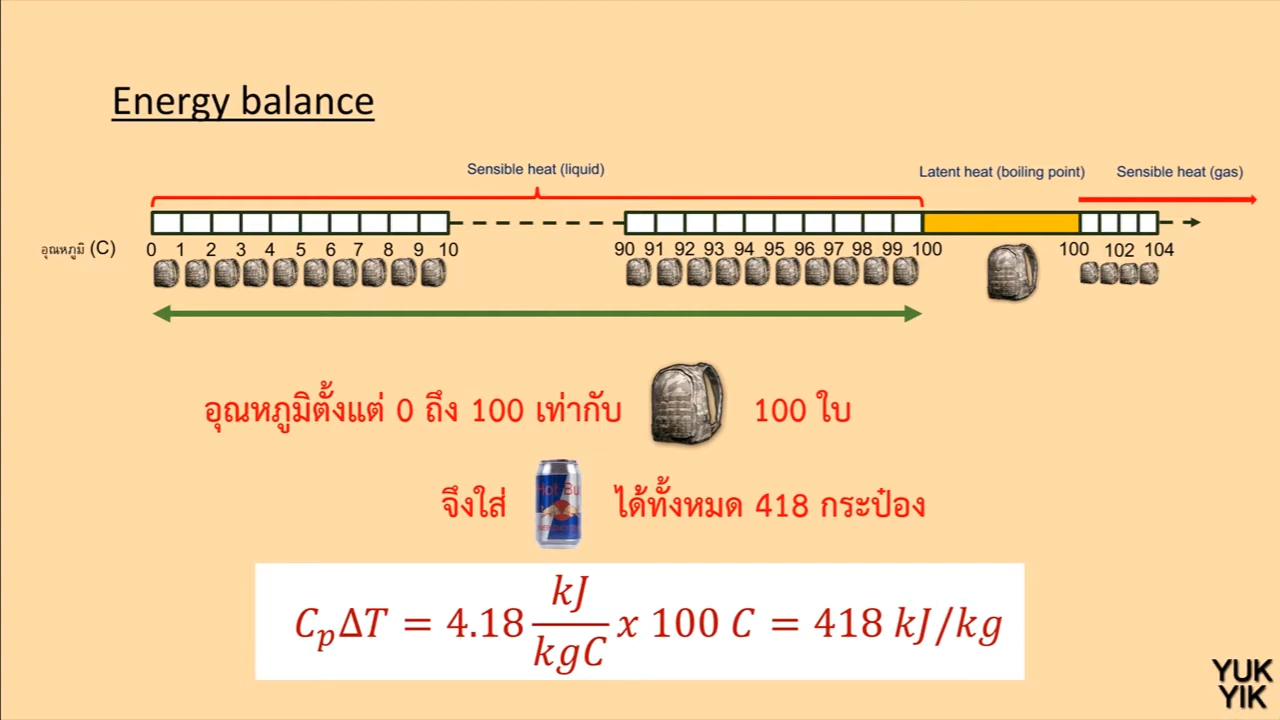 Energy balance
Sensible heat (liquid)
Latent heat (boiling point)
Sensible heat (gas)
อุณหภูมิ (C) 0 1 2 3 4 5 6 7 8 9 10 90 91 92 93 94 95 96 97 98 99 100 100 102 104
อุณหภูมิตั้งแต่ 0 ถึง 100 เท่ากับ 100 ใบ
จึงใส่ ได้ทั้งหมด 418 กระป๋อง
Hot Bu
C_pΔT = 4.18 kJ/kgC x 100 C = 418 kJ/kg
YUK
YIK